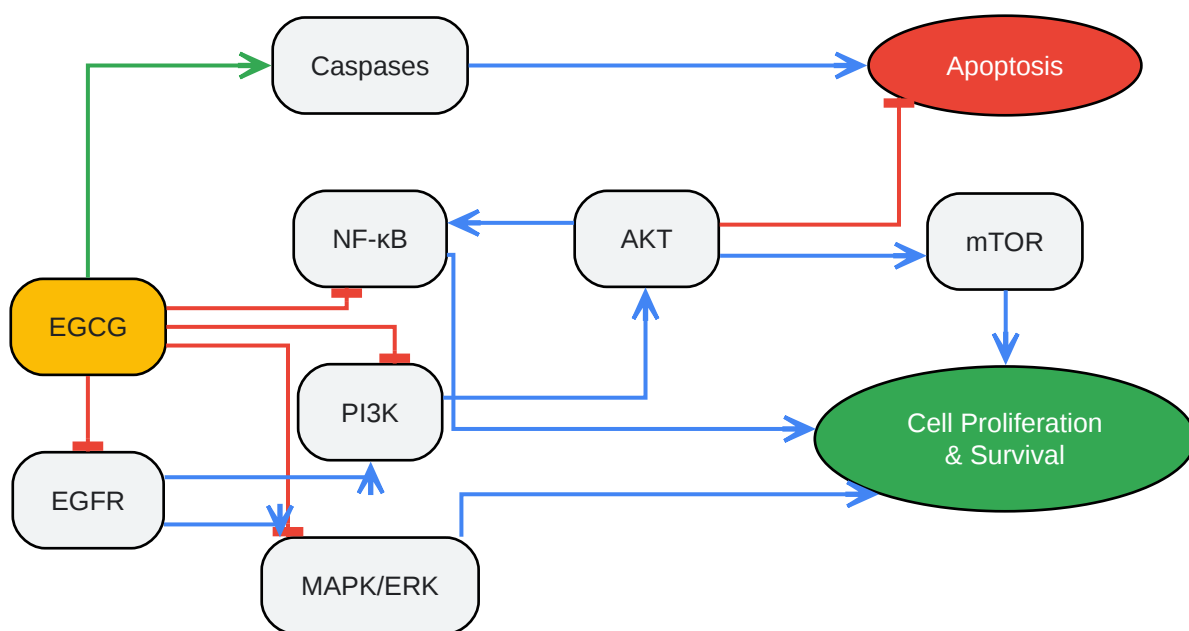 Caspases
Apoptosis
NF-κB
AKT
mTOR
EGCG
PI3K
Cell Proliferation
& Survival
EGFR
MAPK/ERK